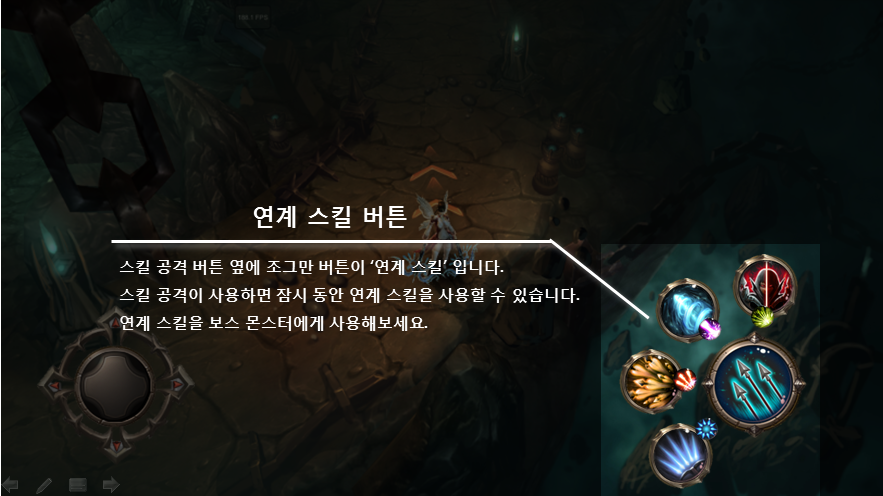 연계 스킬 버튼
스킬 공격 버튼 옆에 조그만 버튼이 ‘연계 스킬’ 입니다.
스킬 공격이 사용하면 잠시 동안 연계 스킬을 사용할 수 있습니다.
연계 스킬을 보스 몬스터에게 사용해보세요.